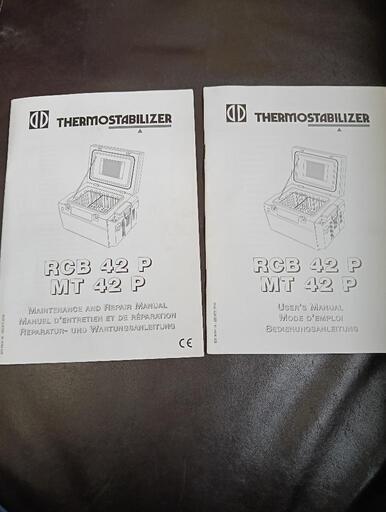 THERMOSTABILIZER
RCB 42 P
MT 42 P
MAINTENANCE AND REPAIR MANUAL
MANUEL D'ENTRETIEN ET DE RÉPARATION
REPARATUR- UND WARTUNGSANLEITUNG
CE
THERMOSTABILIZER
RCB 42 P
MT 42 P
USER'S MANUAL
MODE D'EMPLOI
BEDIENUNGSANLEITUNG